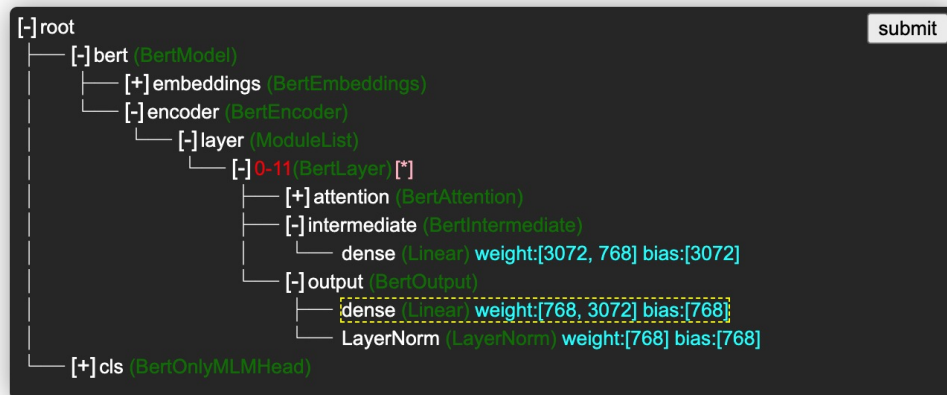 [-]root
submit
[-]bert (BertModel)
[+]embeddings (BertEmbeddings)
[-]encoder (BertEncoder)
[-]layer (ModuleList)
[-]0-11(BertLayer)[*]
[+]attention (BertAttention)
[-]intermediate (BertIntermediate)
dense (Linear) weight:[3072, 768] bias:[3072]
[-]output (BertOutput)
dense (Linear) weight:[768, 3072] bias:[768]
LayerNorm (LayerNorm) weight:[768] bias:[768]
[+]cls (BertOnlyMLMHead)